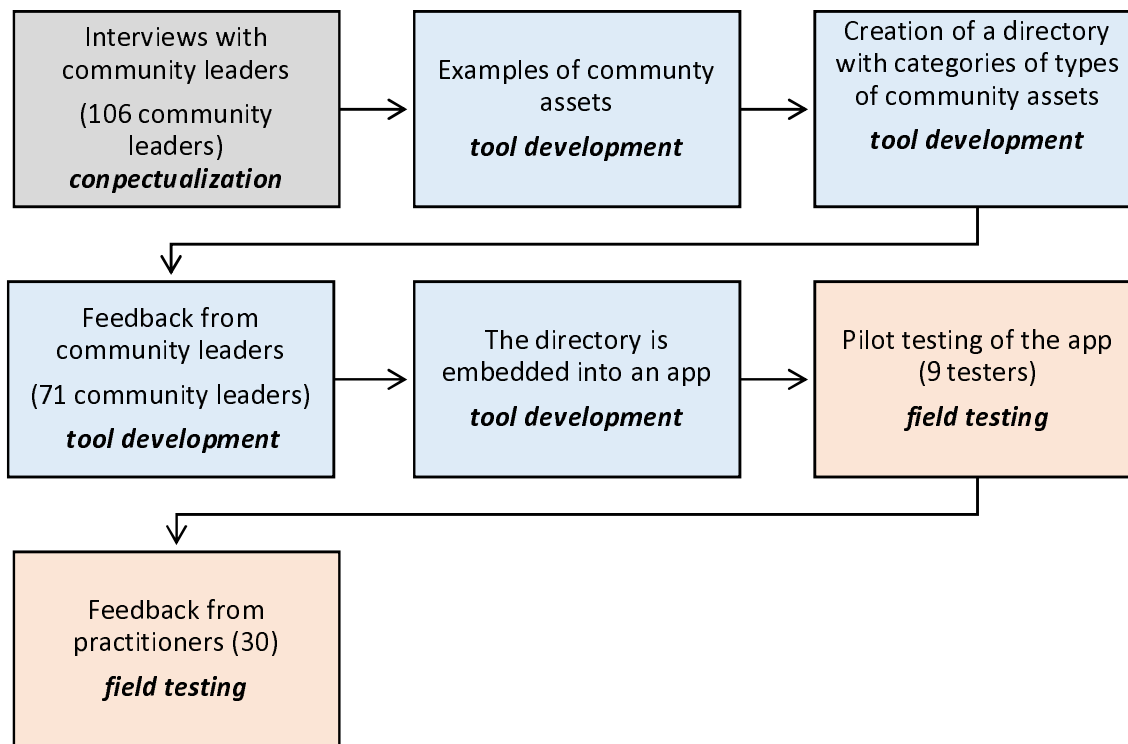 Interviews with
community leaders
(106 community
leaders)
conpectualization
Examples of communty
assets
tool development
Creation of a directory
with categories of types
of community assets
tool development
Feedback from
community leaders
(71 community leaders)
tool development
The directory is
embedded into an app
tool development
Pilot testing of the app
(9 testers)
field testing
Feedback from
practitioners (30)
field testing